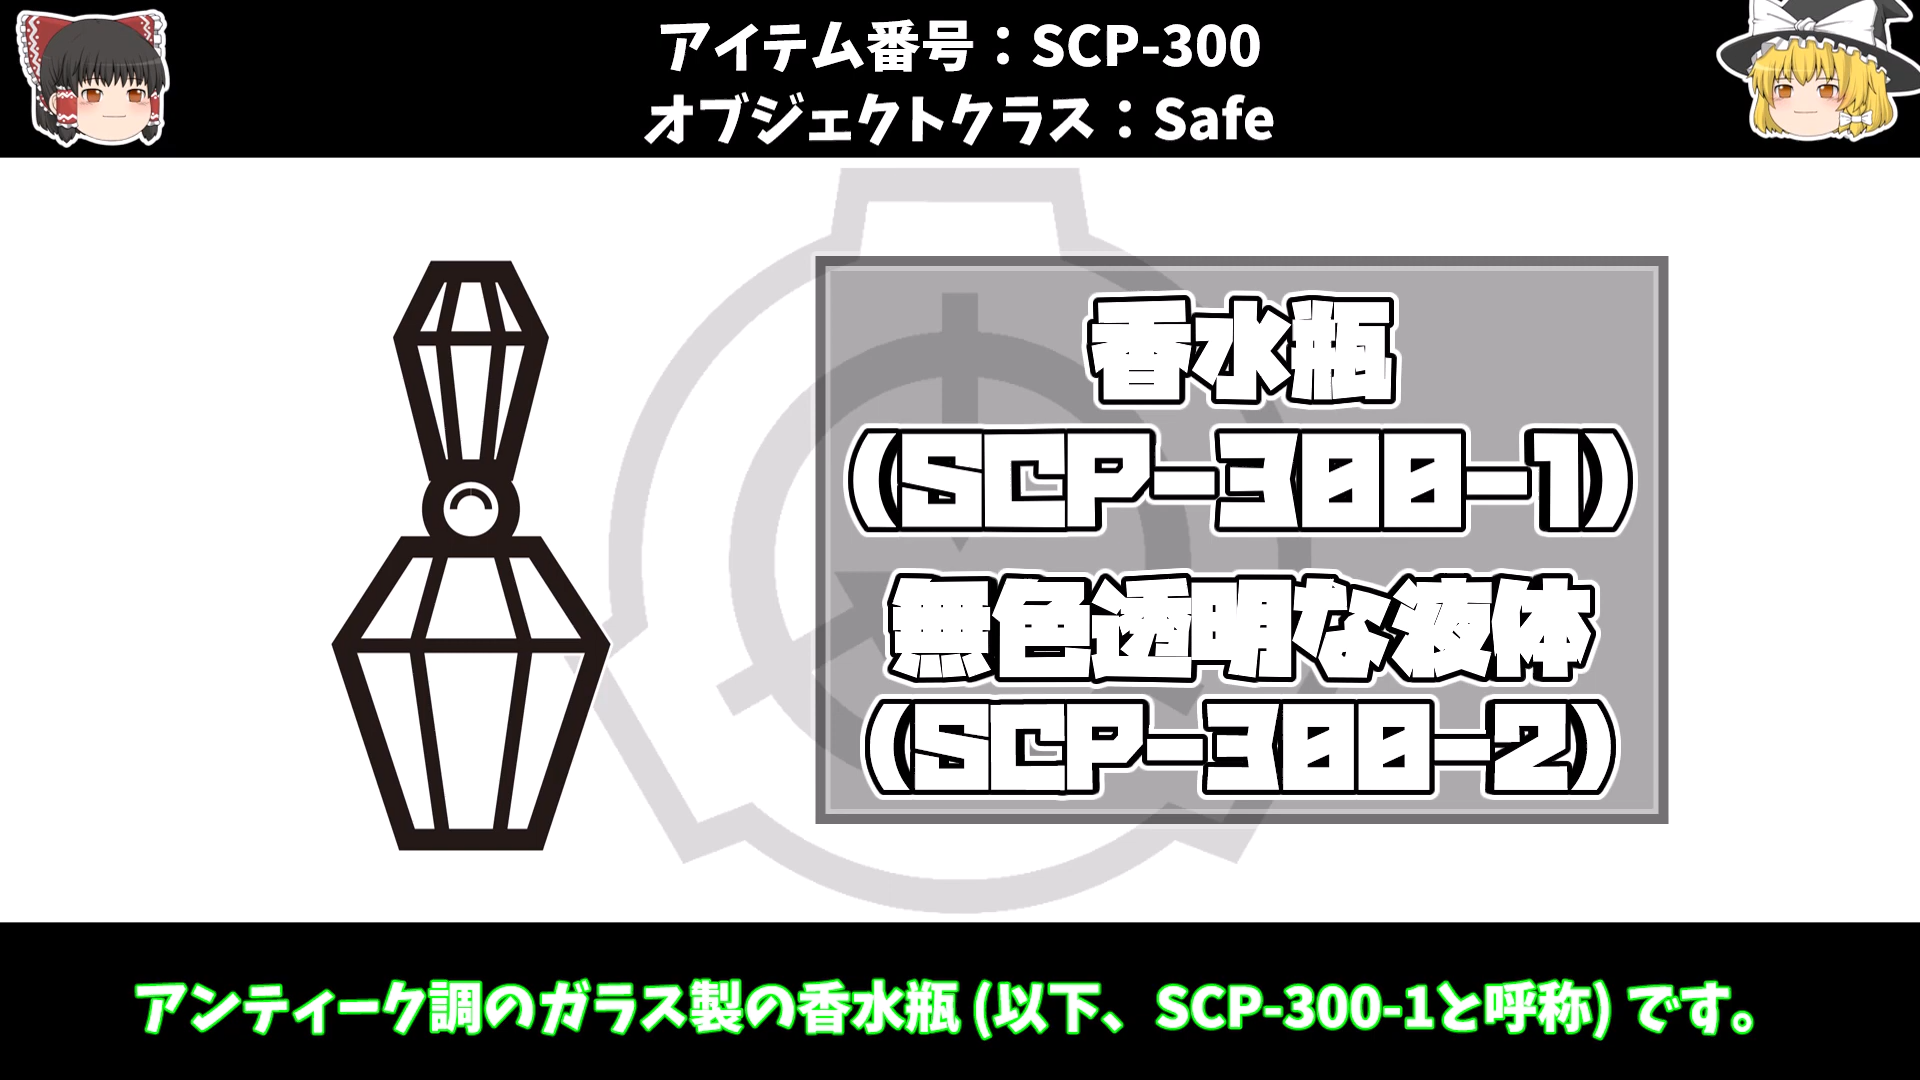 アイテム番号：SCP-300
オブジェクトクラス：Safe
香水瓶
(SCP-300-1)
無色透明な液体
(SCP-300-2)
アンティーク調のガラス製の香水瓶 (以下、SCP-300-1と呼称) です。